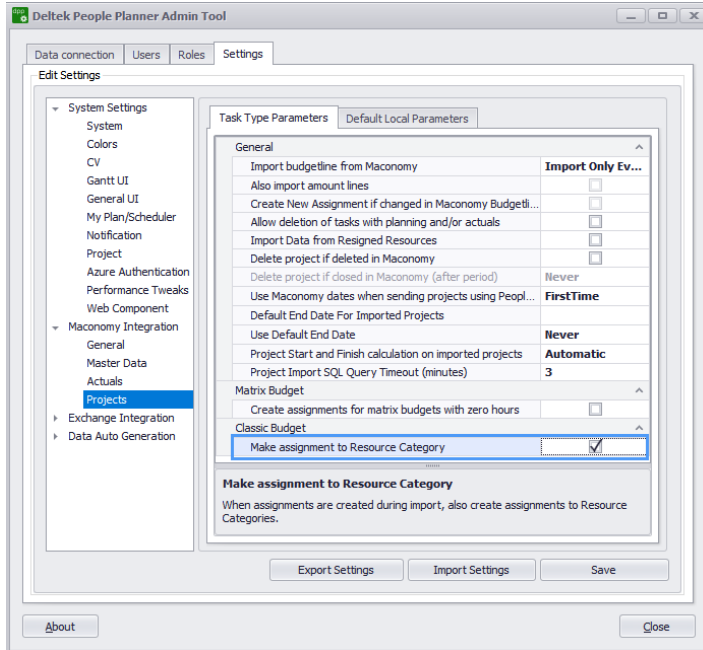 dpp Deltek People Planner Admin Tool
Data connection Users Roles Settings
Edit Settings
System Settings
System
Colors
CV
Gantt UI
General UI
My Plan/Scheduler
Notification
Project
Azure Authentication
Performance Tweaks
Web Component
Maconomy Integration
General
Master Data
Actuals
Projects
Exchange Integration
Data Auto Generation
Task Type Parameters Default Local Parameters
General
Import budgetline from Maconomy Import Only Ev...
Also import amount lines
Create New Assignment if changed in Maconomy Budgetli...
Allow deletion of tasks with planning and/or actuals
Import Data from Resigned Resources
Delete project if deleted in Maconomy
Delete project if closed in Maconomy (after period) Never
Use Maconomy dates when sending projects using Peopl... FirstTime
Default End Date For Imported Projects
Use Default End Date Never
Project Start and Finish calculation on imported projects Automatic
Project Import SQL Query Timeout (minutes) 3
Matrix Budget
Create assignments for matrix budgets with zero hours
Classic Budget
Make assignment to Resource Category
Make assignment to Resource Category
When assignments are created during import, also create assignments to Resource
Categories.
Export Settings Import Settings Save
About Close